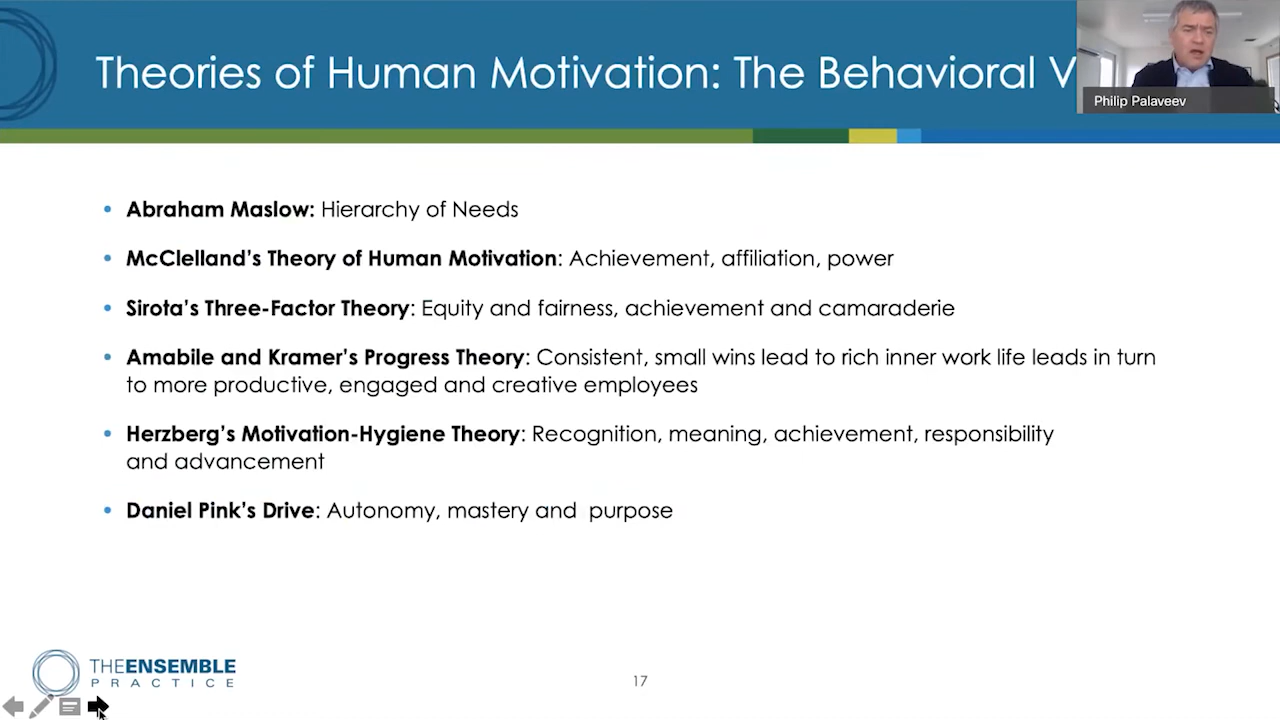 Theories of Human Motivation: The Behavioral V
Philip Palaveev
• Abraham Maslow: Hierarchy of Needs
• McClelland's Theory of Human Motivation: Achievement, affiliation, power
• Sirota's Three-Factor Theory: Equity and fairness, achievement and camaraderie
• Amabile and Kramer's Progress Theory: Consistent, small wins lead to rich inner work life leads in turn
to more productive, engaged and creative employees
• Herzberg's Motivation-Hygiene Theory: Recognition, meaning, achievement, responsibility
and advancement
• Daniel Pink's Drive: Autonomy, mastery and  purpose
THEENSEMBLE
PRACTICE
17